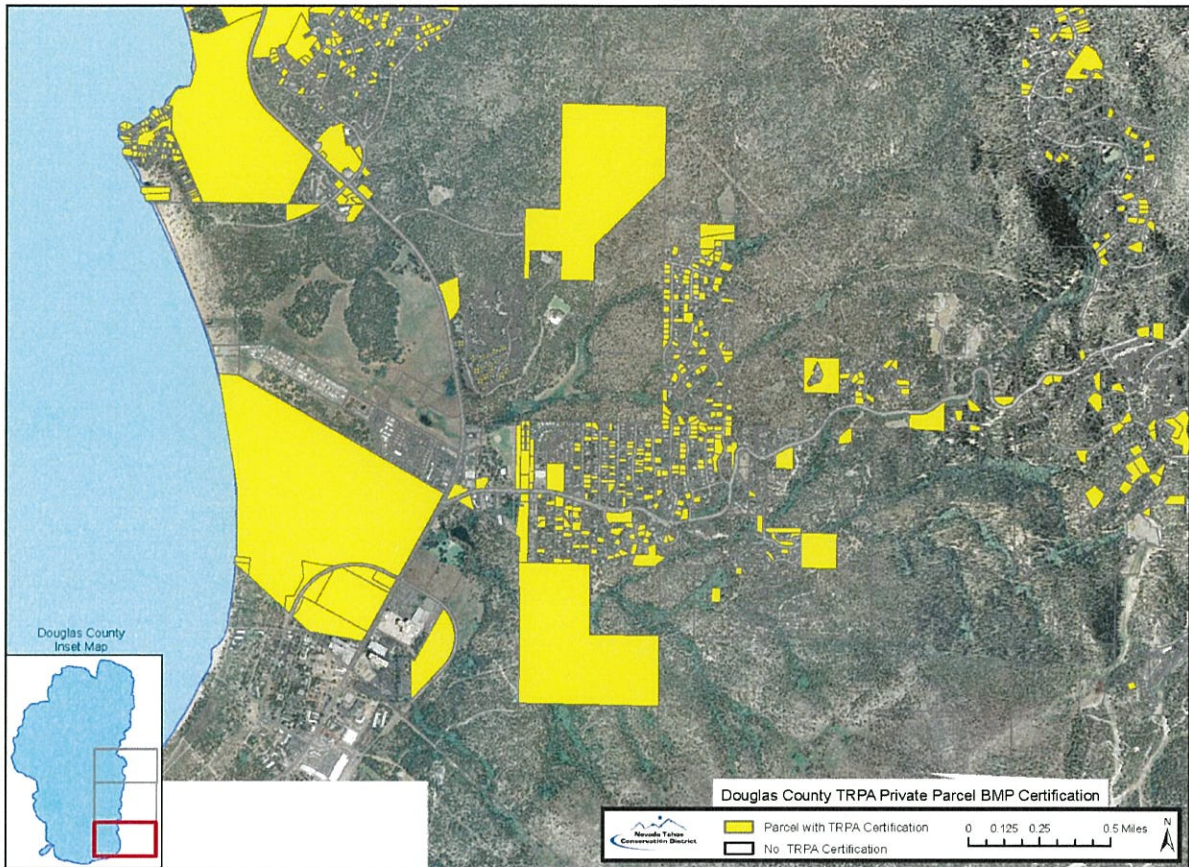 Douglas County
Inset Map
Douglas County TRPA Private Parcel BMP Certification
Nevada Tahoe
Conservation District
Parcel with TRPA Certification
No TRPA Certification
0 0.125 0.25 0.5 Miles
N